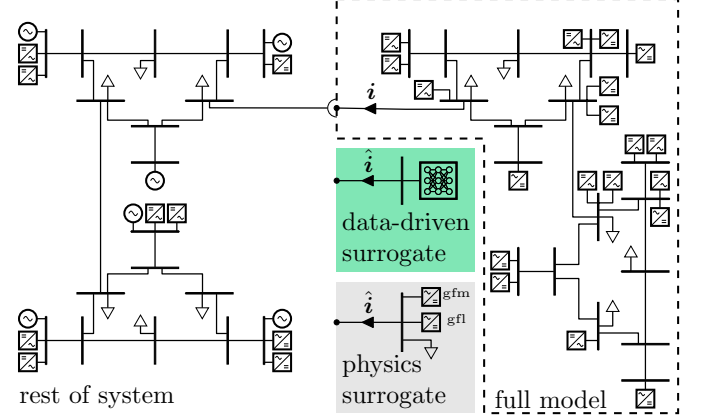 i
î
data-driven
surrogate
î
gfm
gfl
physics
surrogate
rest of system
full model